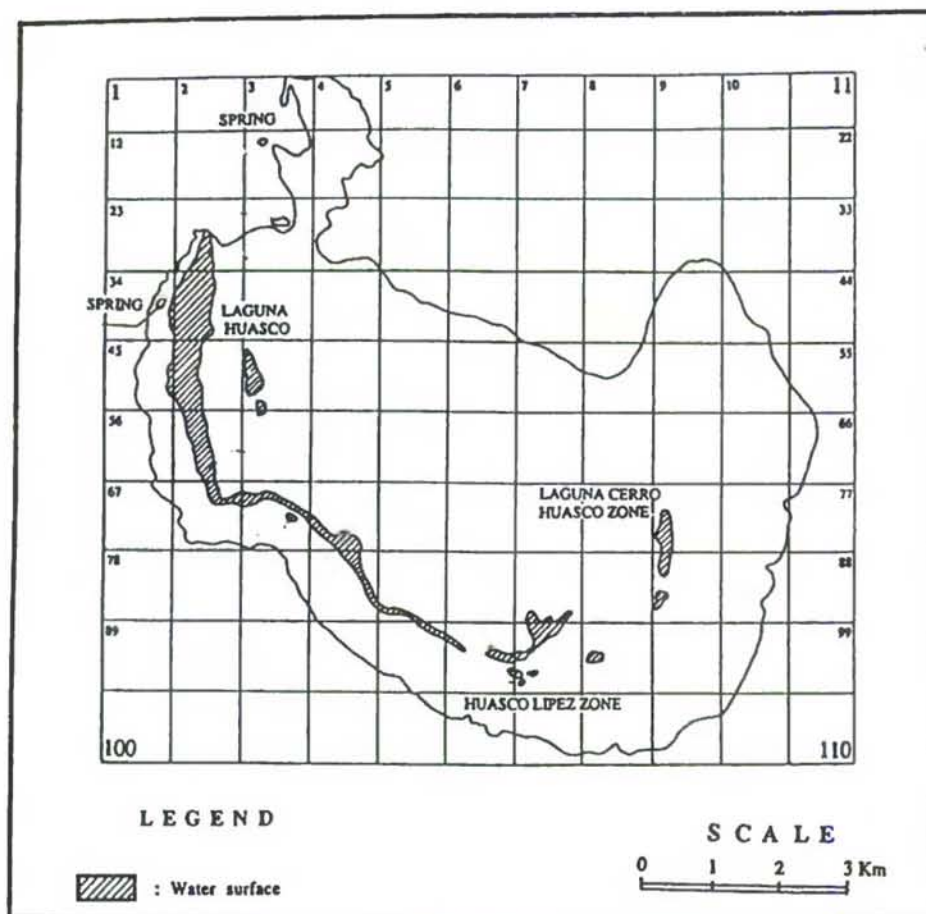 1 2 3 4 5 6 7 8 9 10 11
SPRING
12 22
23 33
34 44
SPRING
LAGUNA
HUASCO
45 55
56 66
67 77
LAGUNA CERRO
HUASCO ZONE
78 88
89 99
HUASCO LIPEZ ZONE
100 110
LEGEND
SCALE
0 1 2 3 Km
: Water surface